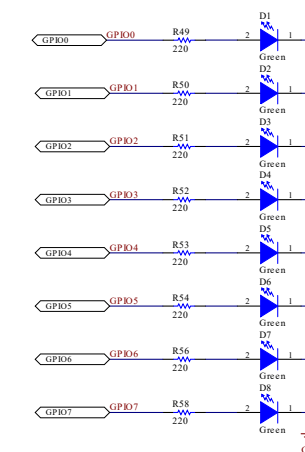 D1
GPIO0 GPIO0 R49 2 1
220 Green
D2
GPIO1 GPIO1 R50 2 1
220 Green
D3
GPIO2 GPIO2 R51 2 1
220 Green
D4
GPIO3 GPIO3 R52 2 1
220 Green
D5
GPIO4 GPIO4 R53 2 1
220 Green
D6
GPIO5 GPIO5 R54 2 1
220 Green
D7
GPIO6 GPIO6 R56 2 1
220 Green
D8
GPIO7 GPIO7 R58 2 1
220 Green